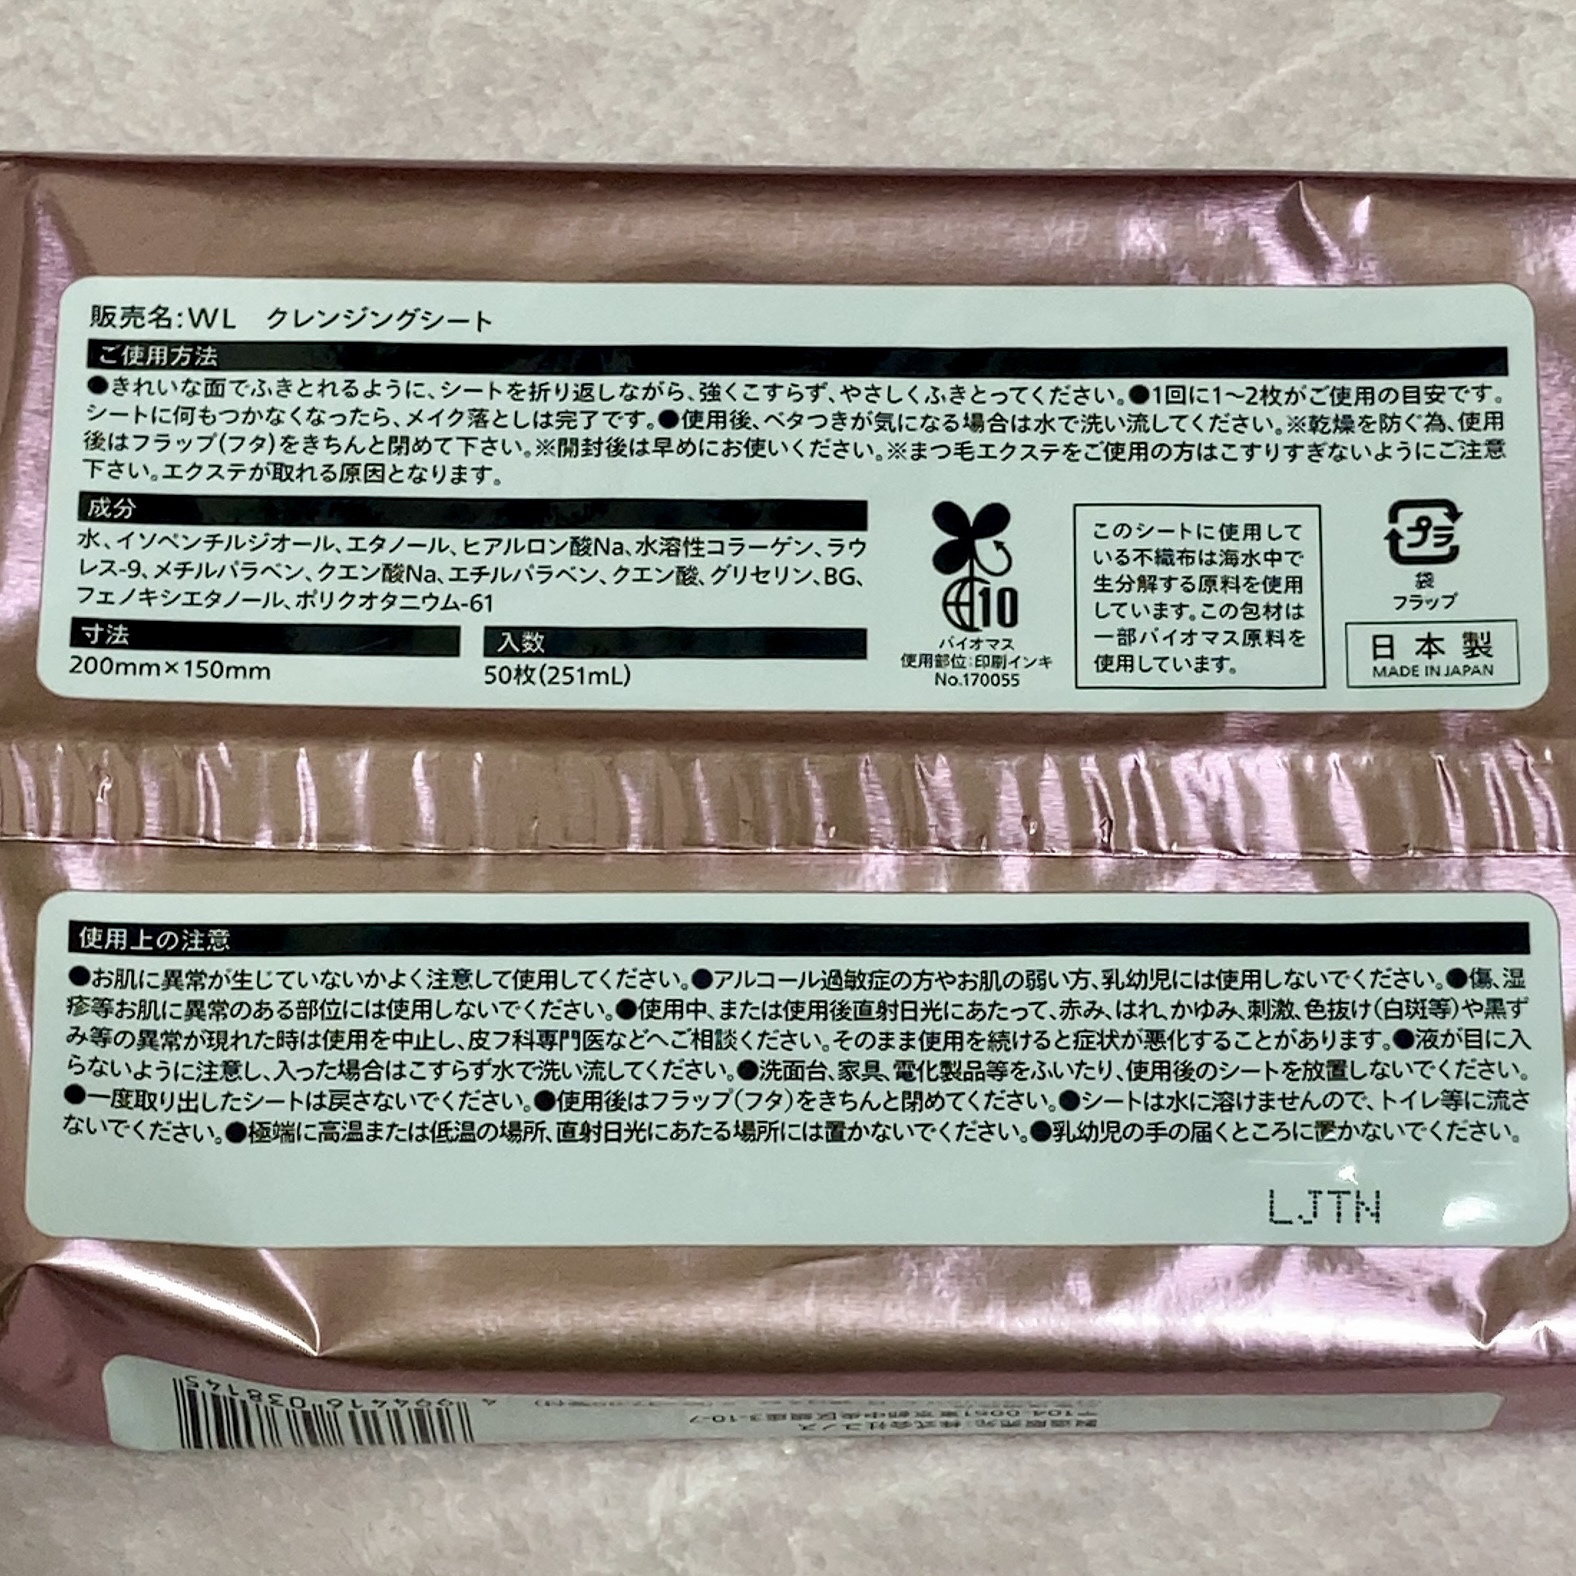 販売名:WL クレンジングシート
ご使用方法
●きれいな面でふきとれるように、シートを折り返しながら、強くこすらず、やさしくふきとってください。●1回に1～2枚がご使用の目安です。
シートに何もつかなくなったら、メイク落としは完了です。●使用後、ベタつきが気になる場合は水で洗い流してください。※乾燥を防ぐ為、使用
後はフラップ(フタ)をきちんと閉めて下さい。※開封後は早めにお使いください。※まつ毛エクステをご使用の方はこすりすぎないようにご注意
下さい。エクステが取れる原因となります。
成分
水、イソペンチルジオール、エタノール、ヒアルロン酸Na、水溶性コラーゲン、ラウ
レス-9、メチルパラベン、クエン酸Na、エチルパラベン、クエン酸、グリセリン、BG、
フェノキシエタノール、ポリクオタニウム-61
寸法
200mm×150mm
入数
50枚(251mL)
10
バイオマス
使用部位:印刷インキ
No.170055
このシートに使用して
いる不織布は海水中で
生分解する原料を使用
しています。この包材は
一部バイオマス原料を
使用しています。
プラ
袋
フラップ
日本製
MADE IN JAPAN
使用上の注意
●お肌に異常が生じていないかよく注意して使用してください。●アルコール過敏症の方やお肌の弱い方、乳幼児には使用しないでください。●傷、湿
疹等お肌に異常のある部位には使用しないでください。●使用中、または使用後直射日光にあたって、赤み、はれ、かゆみ、刺激、色抜け(白斑等)や黒ず
み等の異常が現れた時は使用を中止し、皮フ科専門医などへご相談ください。そのまま使用を続けると症状が悪化することがあります。●液が目に入
らないように注意し、入った場合はこすらず水で洗い流してください。●洗面台、家具、電化製品等をふいたり、使用後のシートを放置しないでください。
●一度取り出したシートは戻さないでください。●使用後はフラップ(フタ)をきちんと閉めてください。●シートは水に溶けませんので、トイレ等に流さ
ないでください。●極端に高温または低温の場所、直射日光にあたる場所には置かないでください。●乳幼児の手の届くところに置かないでください。
LJTN
4 994416 038145
製造販売元:株式会社コノス
〒104-0061東京都中央区銀座3-10-7